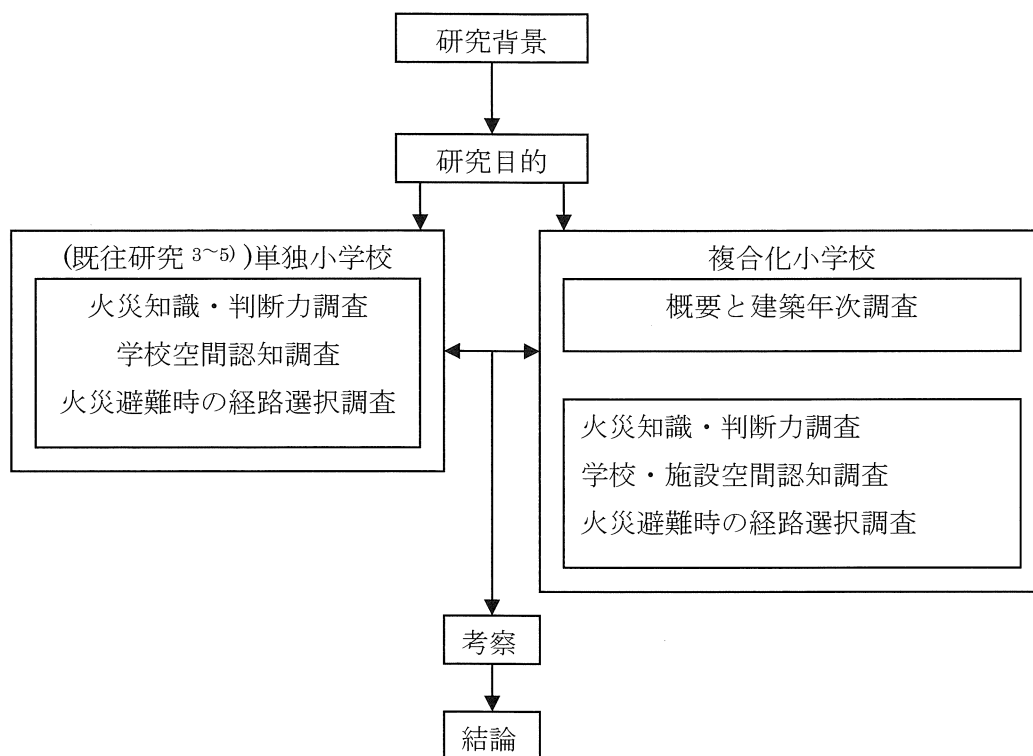 研究背景
研究目的
(既往研究 3~5) )単独小学校
火災知識・判断力調査
学校空間認知調査
火災避難時の経路選択調査
複合化小学校
概要と建築年次調査
火災知識・判断力調査
学校・施設空間認知調査
火災避難時の経路選択調査
考察
結論